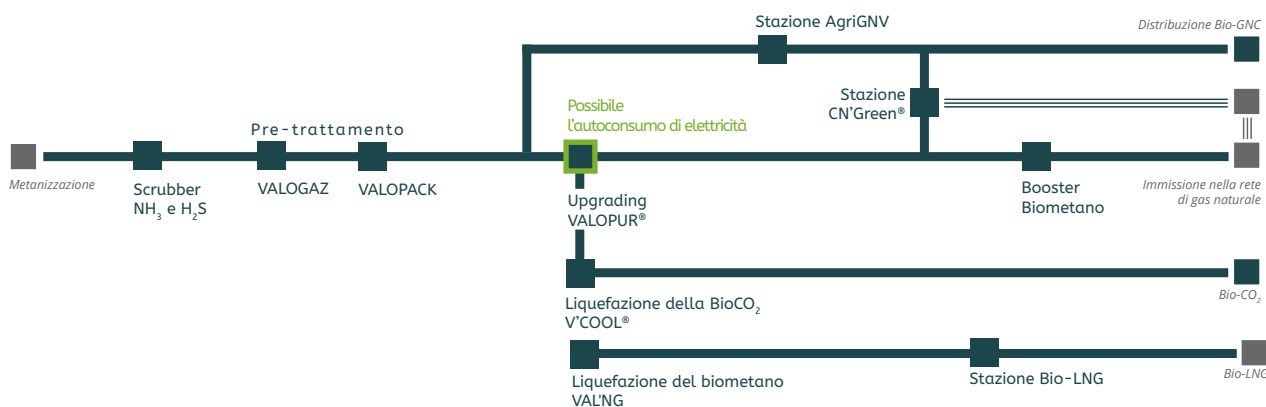 Stazione AgriGNV
Distribuzione Bio-GNC
Possibile
l'autoconsumo di elettricità
Stazione
CN'Green®
Pre-trattamento
Metanizzazione
Scrubber
NH₃ e H₂S
VALOGAZ
VALOPACK
Upgrading
VALOPUR®
Booster
Biometano
Immissione nella rete
di gas naturale
Liquefazione della BioCO₂
V'COOL®
Bio-CO₂
Liquefazione del biometano
VAL'NG
Stazione Bio-LNG
Bio-LNG